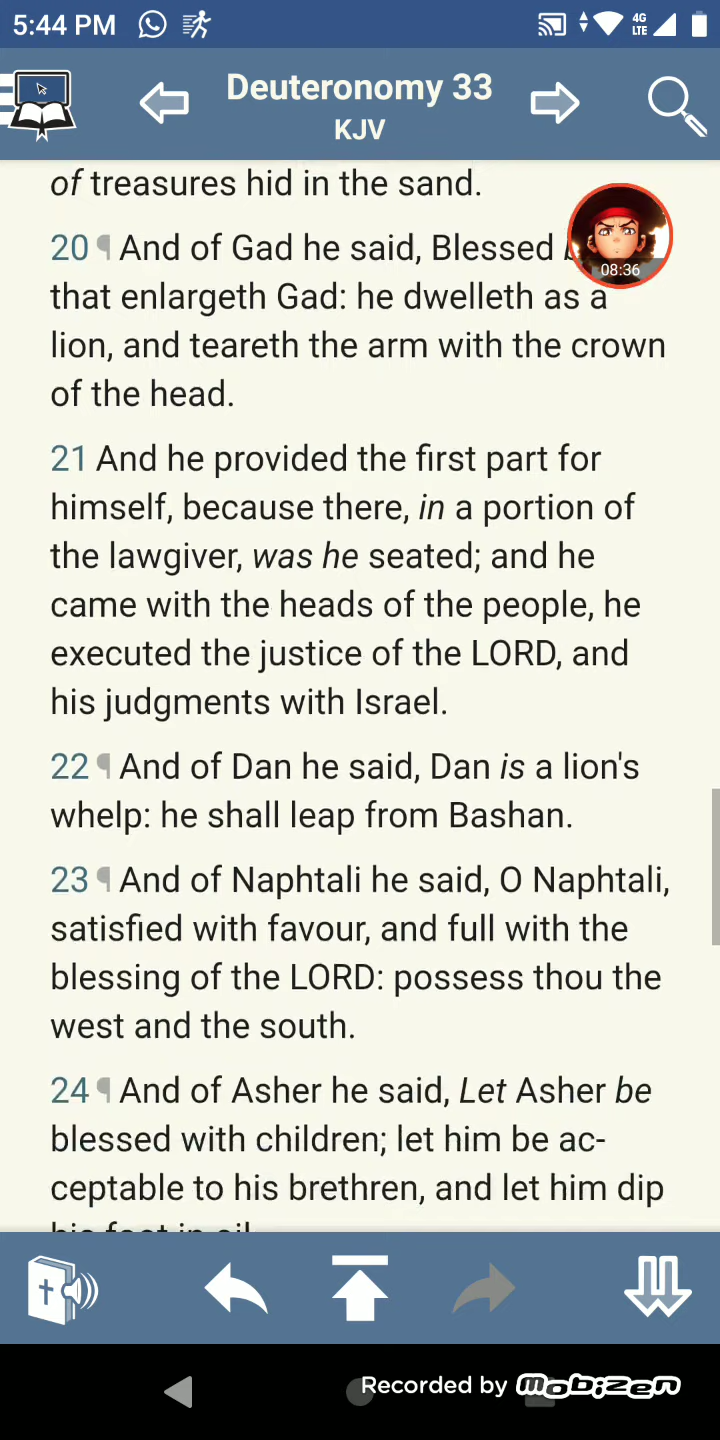 5:44 PM
4G
LTE
Deuteronomy 33
KJV
of treasures hid in the sand.
08:36
20 ¶ And of Gad he said, Blessed
that enlargeth Gad: he dwelleth as a
lion, and teareth the arm with the crown
of the head.
21 And he provided the first part for
himself, because there, in a portion of
the lawgiver, was he seated; and he
came with the heads of the people, he
executed the justice of the LORD, and
his judgments with Israel.
22 ¶ And of Dan he said, Dan is a lion's
whelp: he shall leap from Bashan.
23 ¶ And of Naphtali he said, O Naphtali,
satisfied with favour, and full with the
blessing of the LORD: possess thou the
west and the south.
24 ¶ And of Asher he said, Let Asher be
blessed with children; let him be ac-
ceptable to his brethren, and let him dip
his foot in oil
Recorded by mobizen